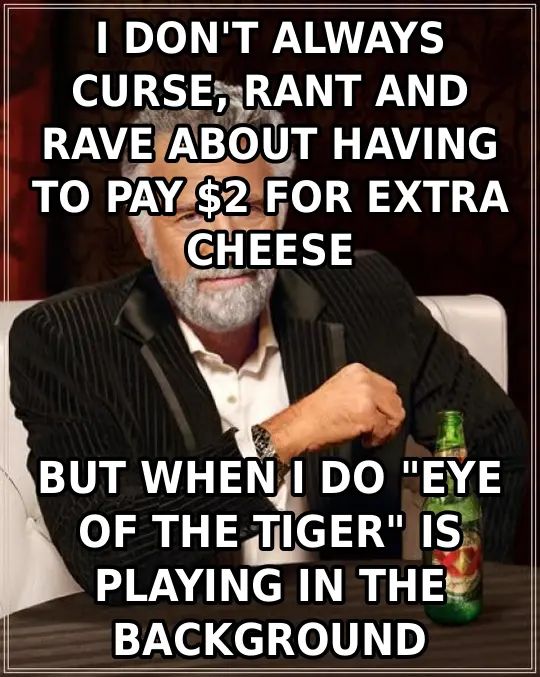 I DON'T ALWAYS
CURSE, RANT AND
RAVE ABOUT HAVING
TO PAY $2 FOR EXTRA
CHEESE
BUT WHEN I DO "EYE
OF THE TIGER" IS
PLAYING IN THE
BACKGROUND